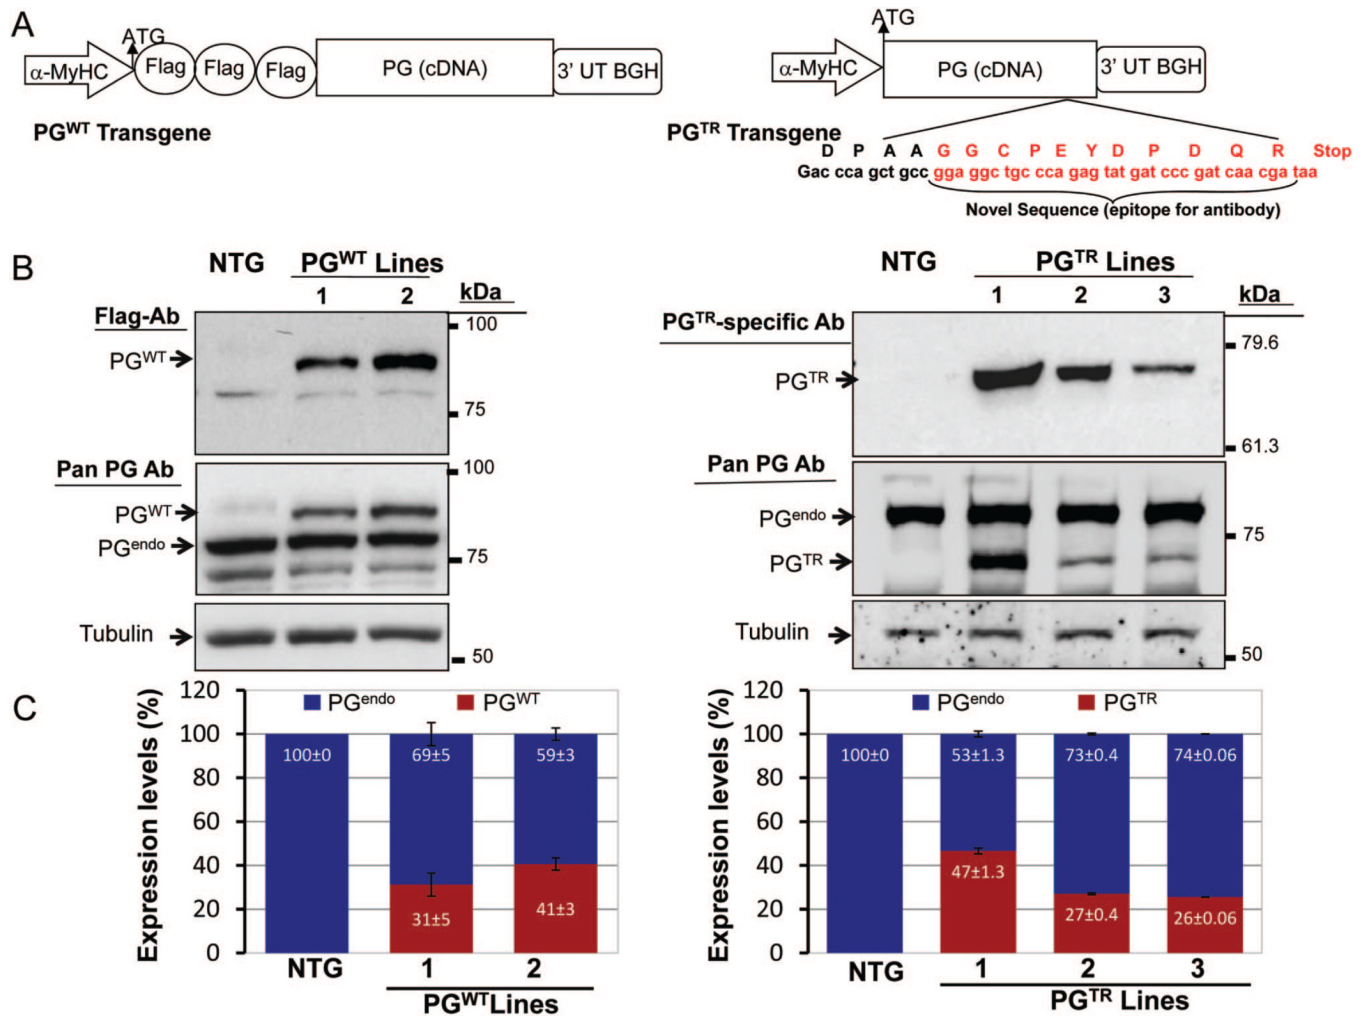 A
ATG
α-MyHC
Flag
Flag
Flag
PG (cDNA)
3' UT BGH
PGWT Transgene
ATG
α-MyHC
PG (cDNA)
3' UT BGH
PGTR Transgene
D P A A G G C P E Y D P D Q R Stop
Gac cca gct gcc gga ggc tgc cca gag tat gat ccc gat caa cga taa
Novel Sequence (epitope for antibody)
B
NTG PGWT Lines
1 2 kDa
Flag-Ab
100
PGWT
75
Pan PG Ab
100
PGWT
PGendo
75
Tubulin
50
NTG PGTR Lines
1 2 3 kDa
PGTR-specific Ab
79.6
PGTR
61.3
Pan PG Ab
PGendo
75
PGTR
Tubulin
50
C
Expression levels (%)
120
100
80
60
40
20
0
PGendo PGWT
100±0 69±5 59±3
31±5 41±3
NTG 1 2
PGWTLines
Expression levels (%)
120
100
80
60
40
20
0
PGendo PGTR
100±0 53±1.3 73±0.4 74±0.06
47±1.3 27±0.4 26±0.06
NTG 1 2 3
PGTR Lines